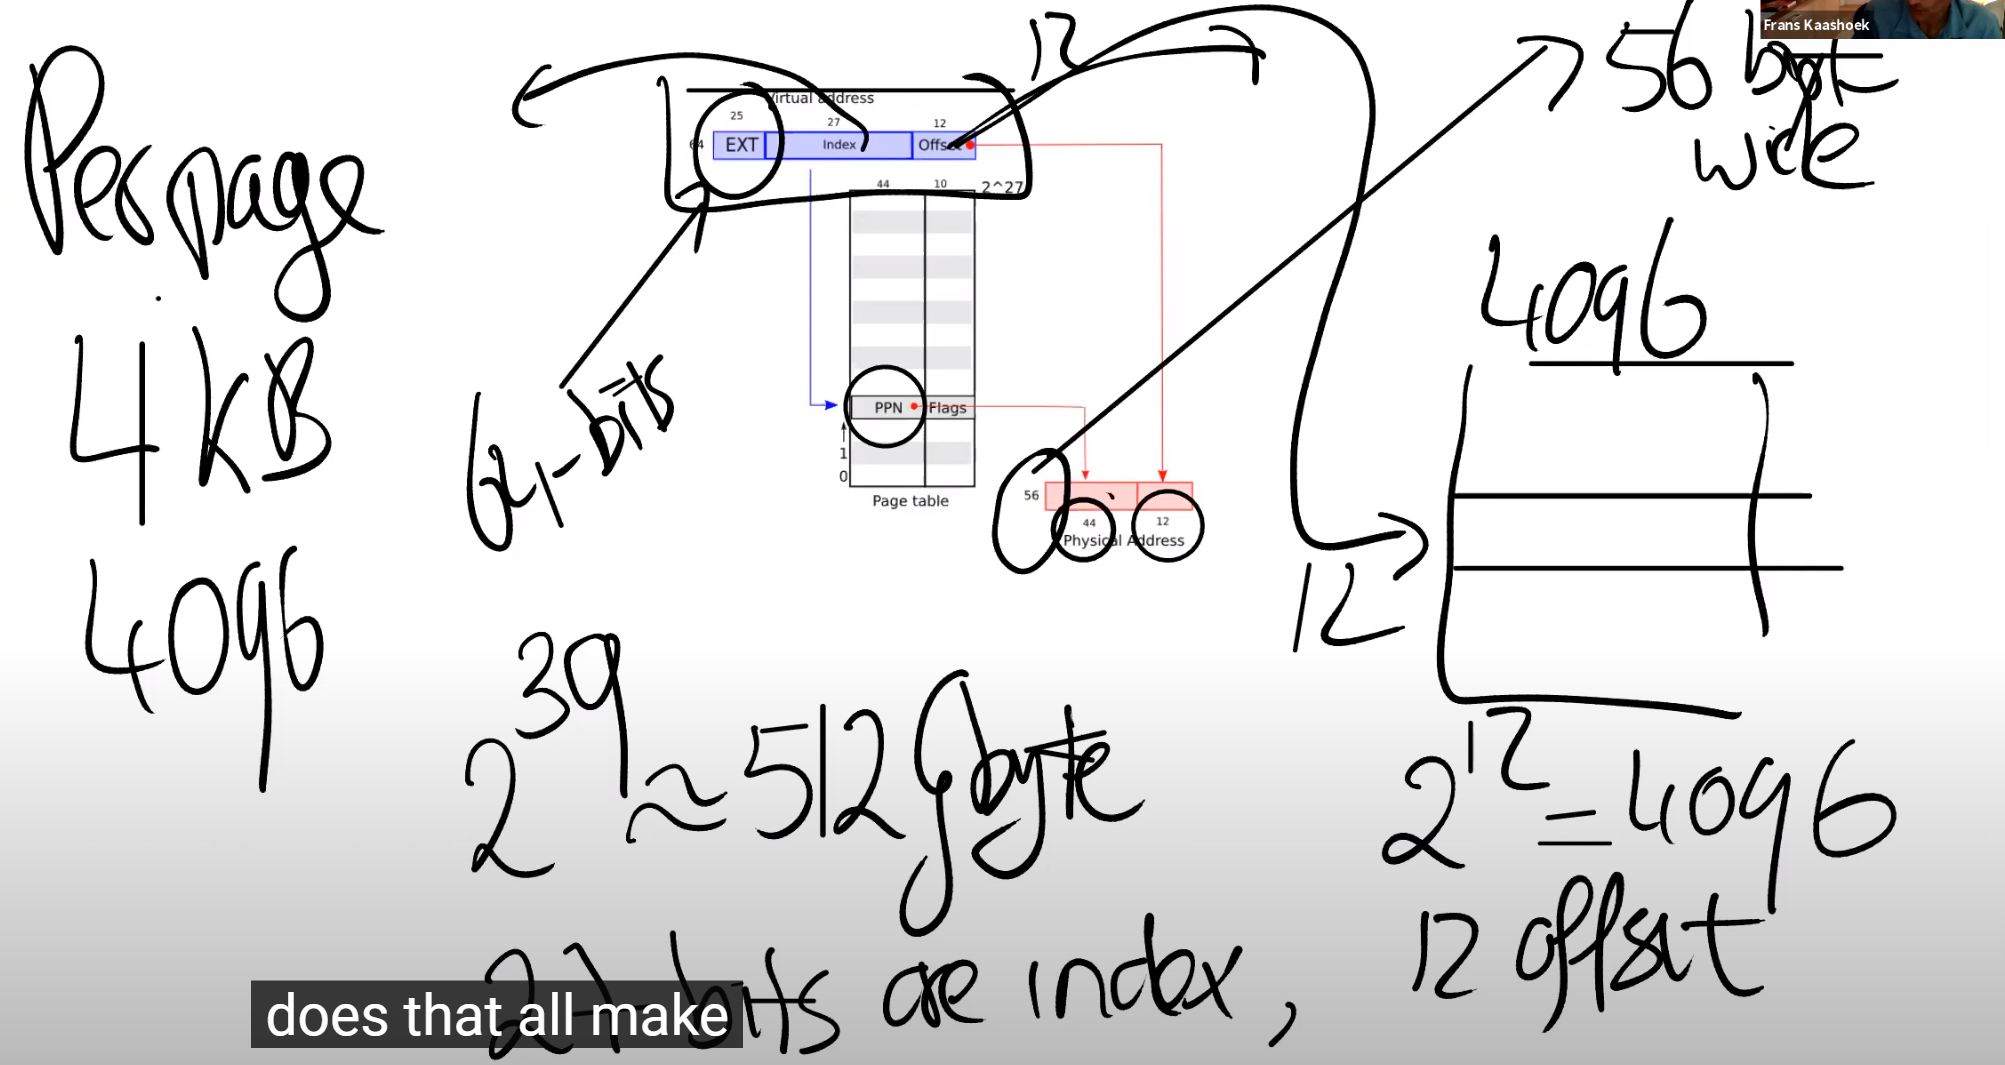 Frans Kaashoek
Per page
4 KB
4096
12
Virtual address
25
27
12
64
EXT
Index
Offset
44
10
2^27
PPN
Flags
1
0
Page table
64-bits
56
44
12
Physical Address
56
wide
4096
12
2^12 = 4096
2^39 ≈ 512 Gbyte
27 bits are index, 12 offset
does that all make